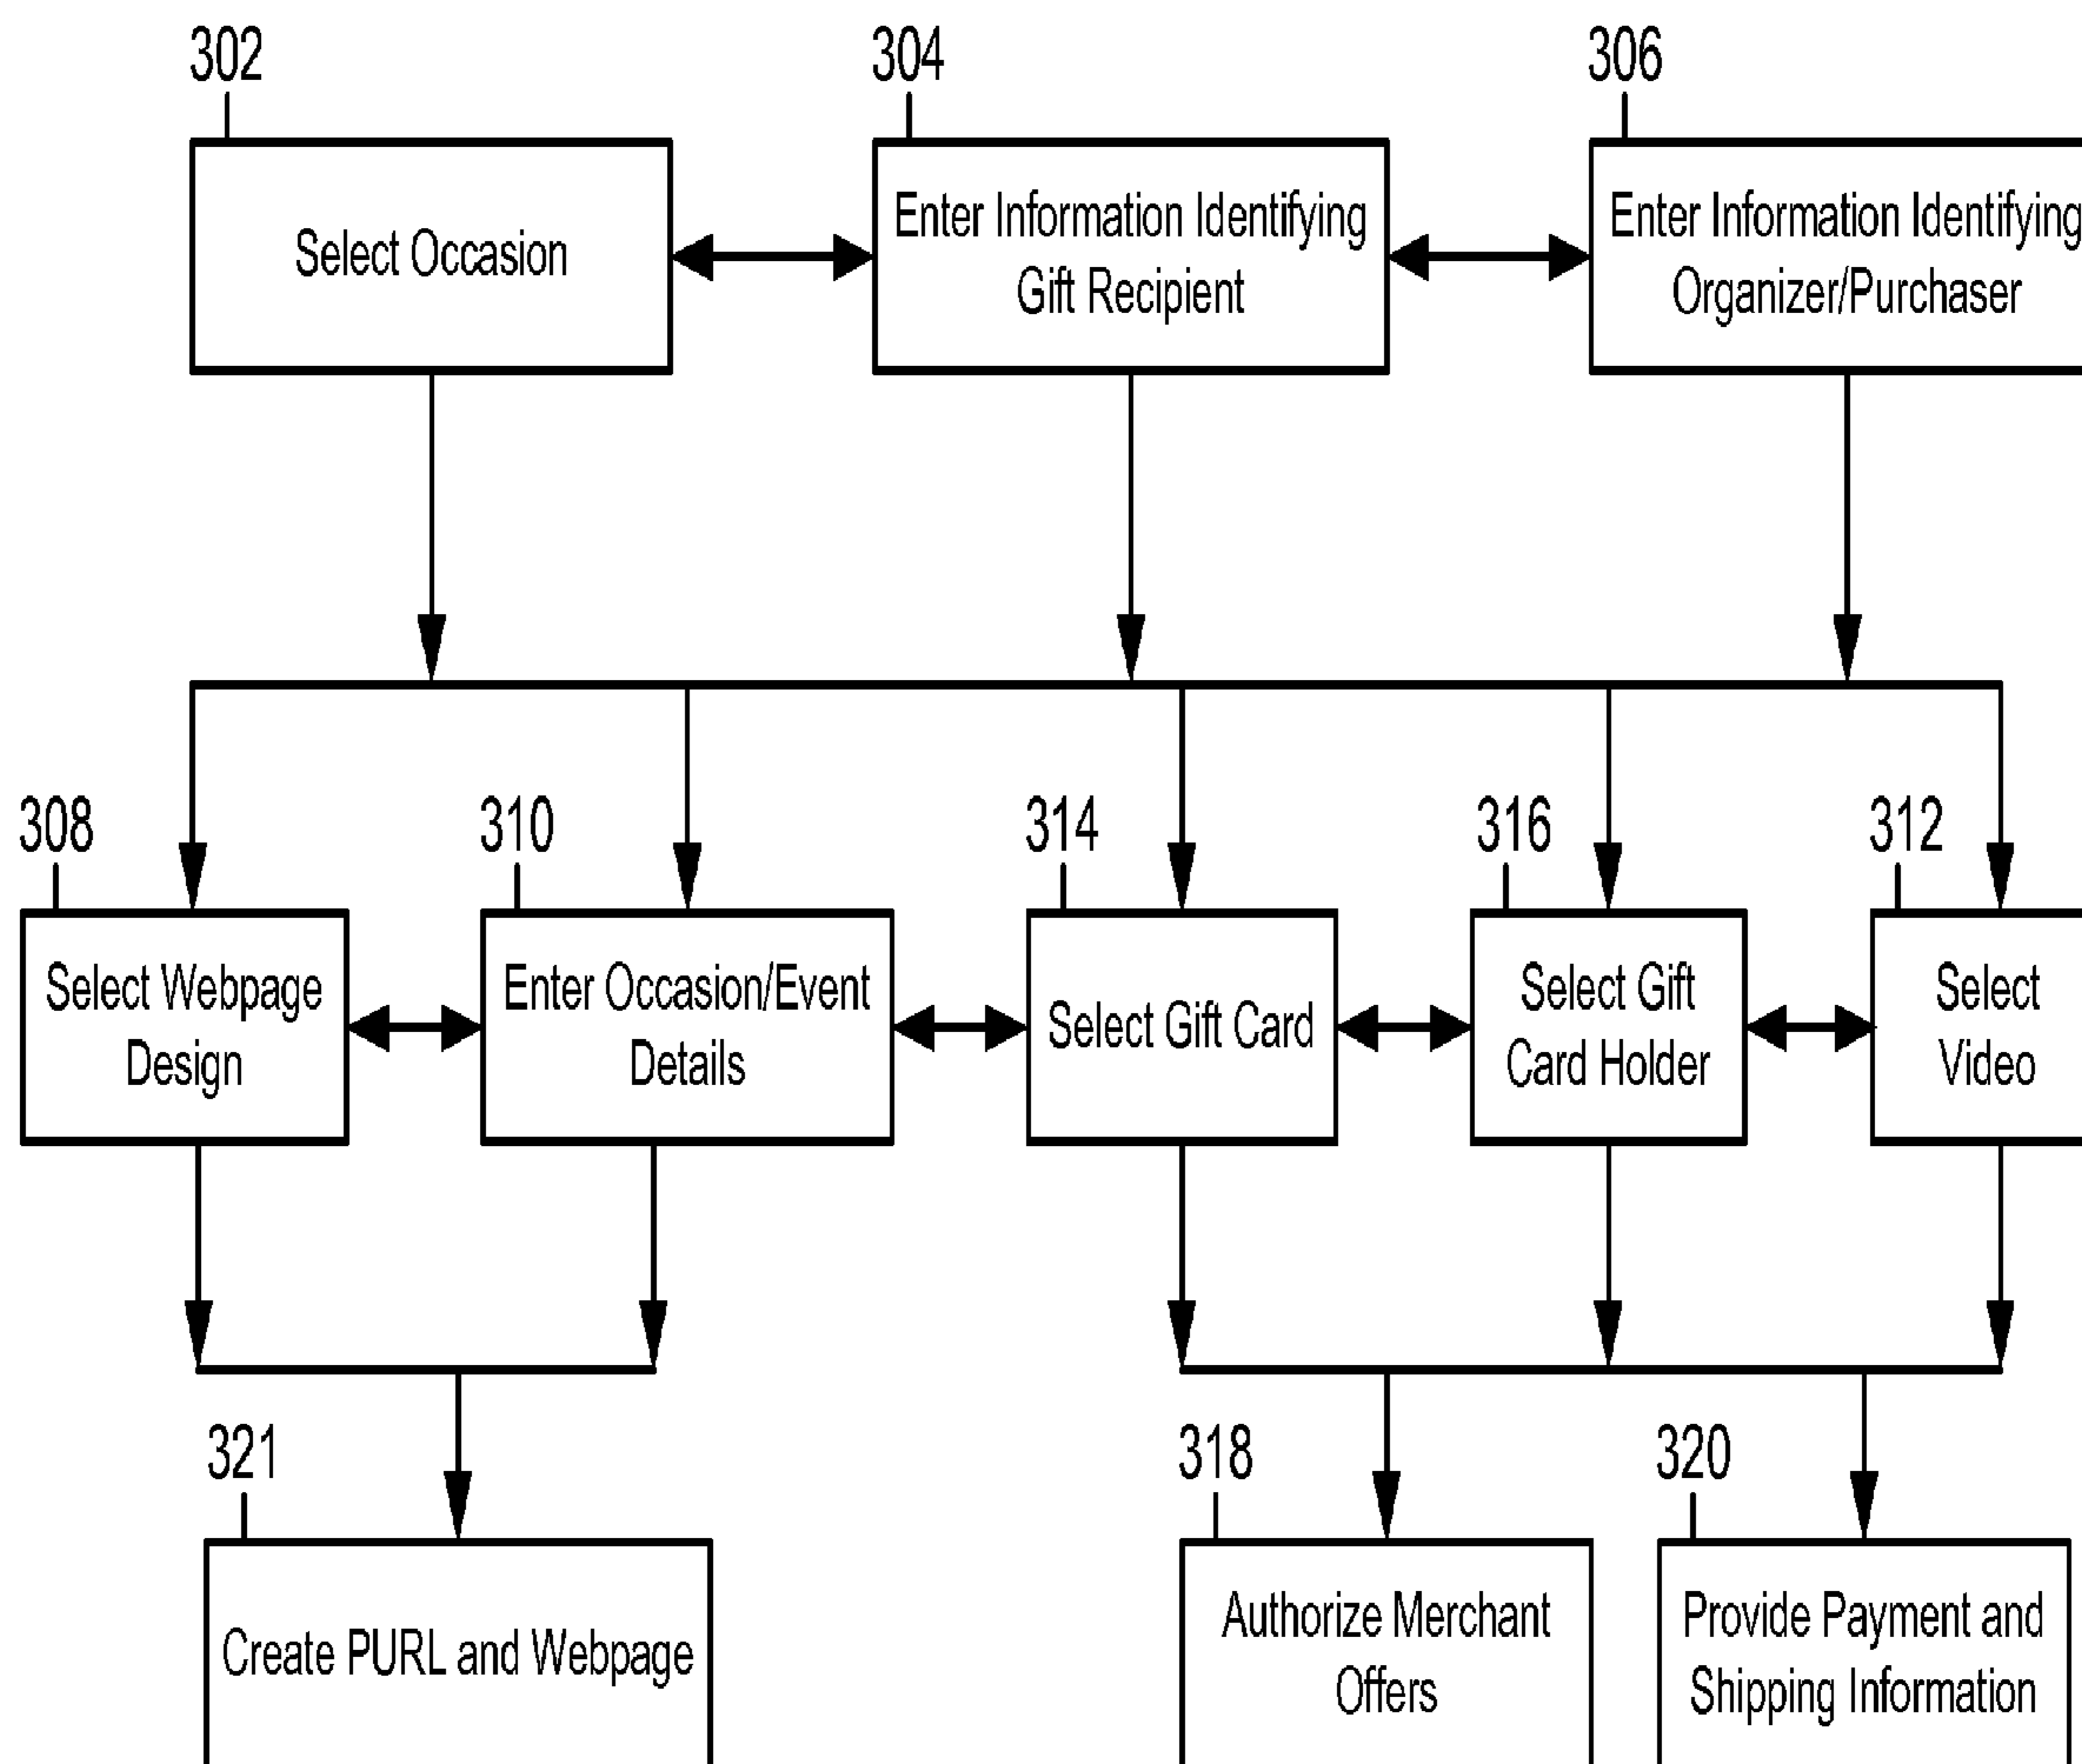 302
304
306
Select Occasion
Enter Information Identifying
Gift Recipient
Enter Information Identifying
Organizer/Purchaser
308
310
314
316
312
Select Webpage
Design
Enter Occasion/Event
Details
Select Gift Card
Select Gift
Card Holder
Select
Video
321
318
320
Create PURL and Webpage
Authorize Merchant
Offers
Provide Payment and
Shipping Information